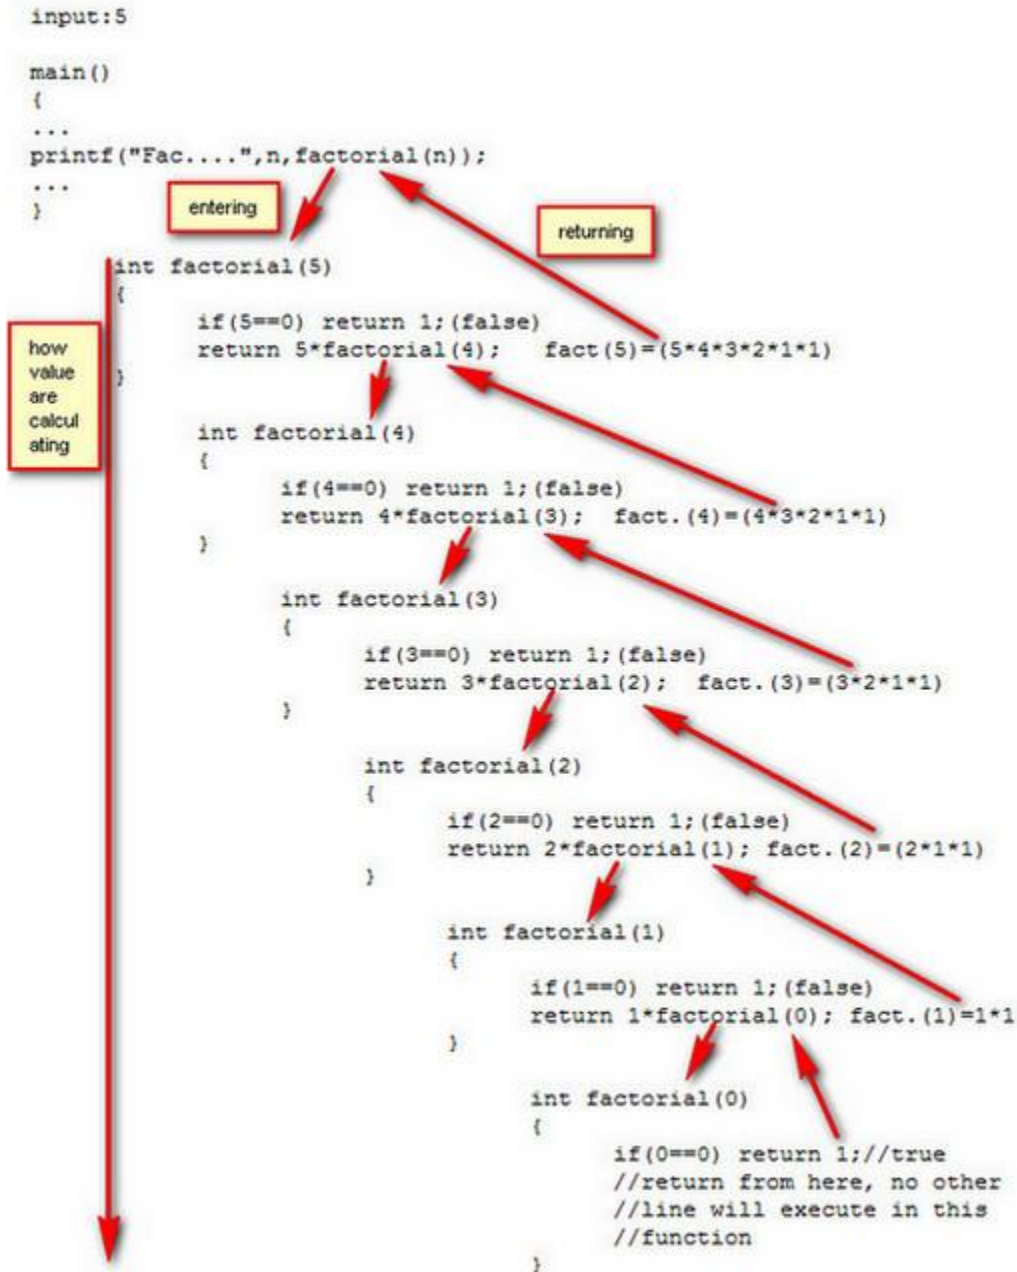 input:5
main()
{
...
printf("Fac....",n,factorial(n));
...
}
entering
returning
int factorial(5)
{
if(5==0) return 1;(false)
return 5*factorial(4); fact(5)=(5*4*3*2*1*1)
}
how
value
are
calcul
ating
int factorial(4)
{
if(4==0) return 1;(false)
return 4*factorial(3); fact.(4)=(4*3*2*1*1)
}
int factorial(3)
{
if(3==0) return 1;(false)
return 3*factorial(2); fact.(3)=(3*2*1*1)
}
int factorial(2)
{
if(2==0) return 1;(false)
return 2*factorial(1); fact.(2)=(2*1*1)
}
int factorial(1)
{
if(1==0) return 1;(false)
return 1*factorial(0); fact.(1)=1*1
}
int factorial(0)
{
if(0==0) return 1;//true
//return from here, no other
//line will execute in this
//function
}